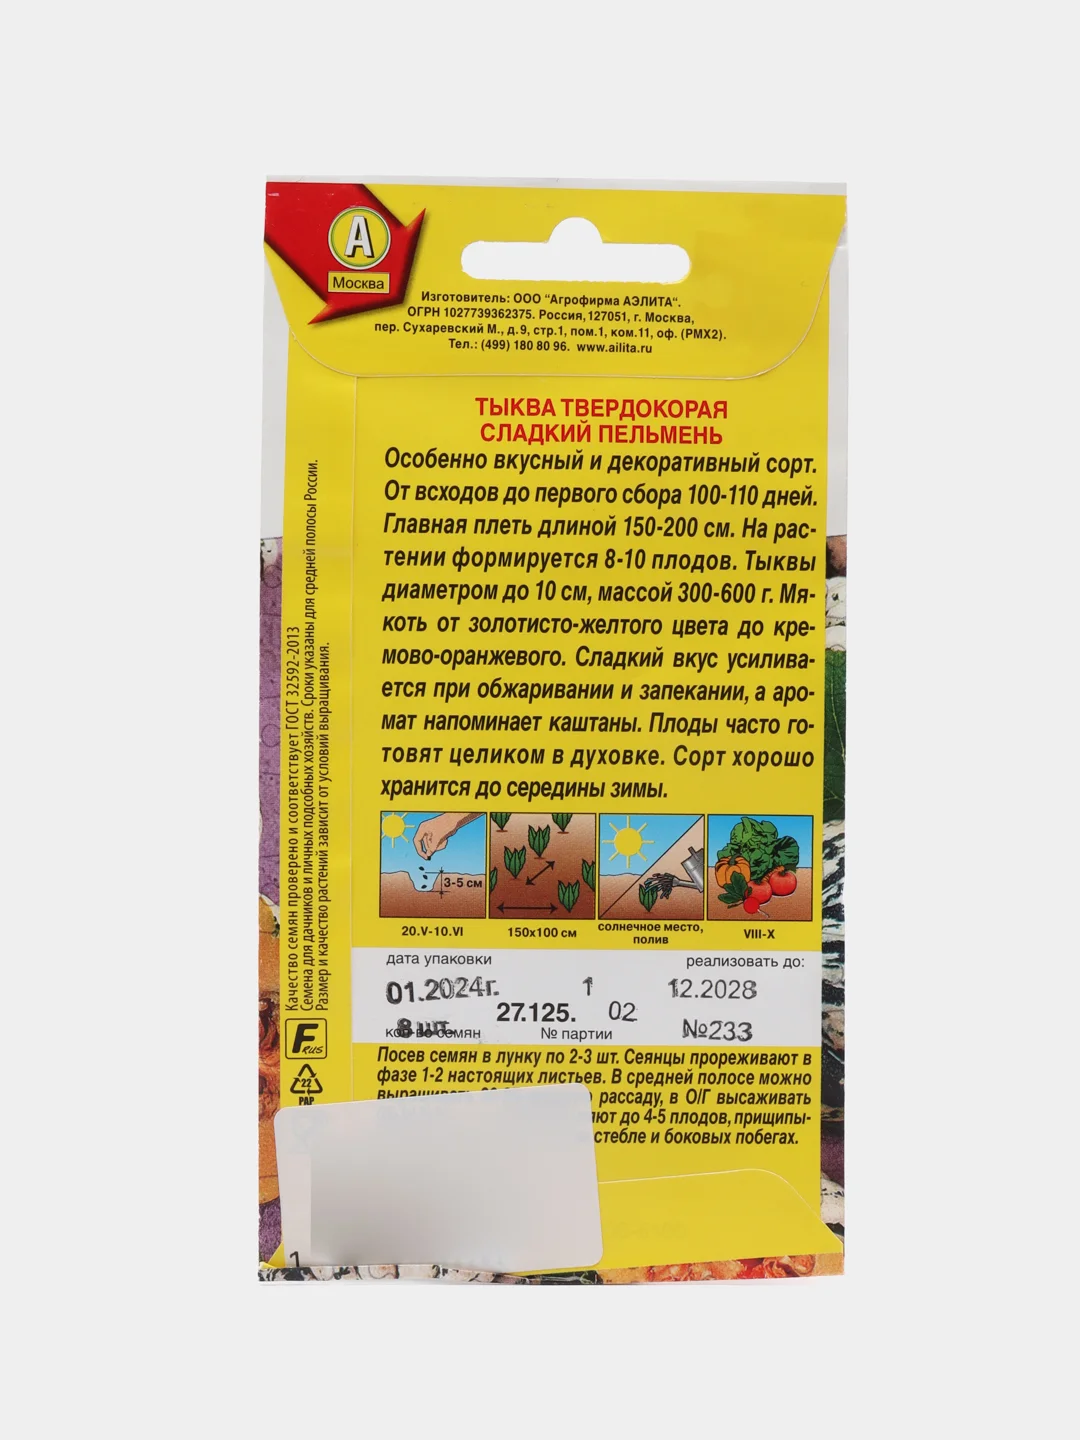 А
Москва
Изготовитель: ООО "Агрофирма АЭЛИТА".
ОГРН 1027739362375. Россия, 127051, г. Москва,
пер. Сухаревский М., д.9, стр.1, пом.1, ком.11, оф. (РМХ2).
Тел.: (499) 180 80 96. www.ailita.ru
ТЫКВА ТВЕРДОКОРАЯ
СЛАДКИЙ ПЕЛЬМЕНЬ
Особенно вкусный и декоративный сорт.
От всходов до первого сбора 100-110 дней.
Главная плеть длиной 150-200 см. На рас-
тении формируется 8-10 плодов. Тыквы
диаметром до 10 см, массой 300-600 г. Мя-
коть от золотисто-желтого цвета до кре-
мово-оранжевого. Сладкий вкус усилива-
ется при обжаривании и запекании, а аро-
мат напоминает каштаны. Плоды часто го-
товят целиком в духовке. Сорт хорошо
хранится до середины зимы.
3-5 см
20.V-10.VI
150х100 см
солнечное место,
полив
VIII-X
дата упаковки
реализовать до:
01.2024г.
1
12.2028
27.125.
02
8 шт.
кол-во семян
№ партии
№233
Посев семян в лунку по 2-3 шт. Сеянцы прореживают в
фазе 1-2 настоящих листьев. В средней полосе можно
рассаду, в О/Г высаживать
до 4-5 плодов, прищипы-
стебле и боковых побегах.
Качество семян проверено и соответствует ГОСТ 32592-2013
Семена для дачников и личных подсобных хозяйств. Сроки указаны для средней полосы России.
Размер и качество растений зависит от условий выращивания.
F RUS
22
PAP
1